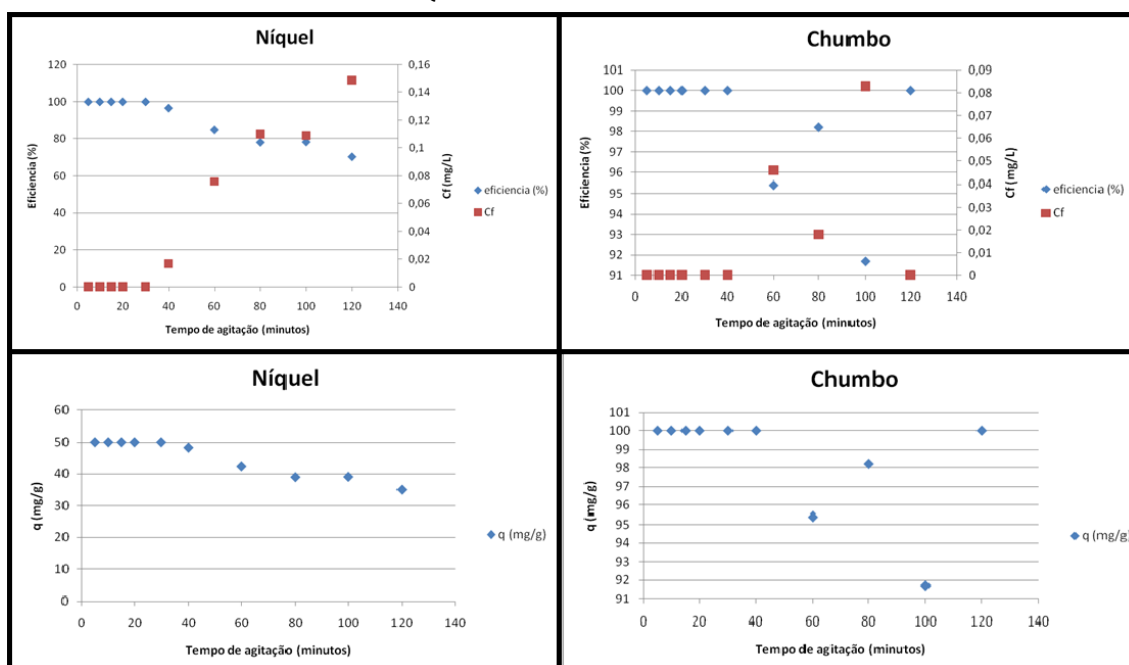 Níquel
120
100
80
60
40
20
0
0,16
0,14
0,12
0,1
0,08
0,06
0,04
0,02
0
0 20 40 60 80 100 120 140
Eficiencia (%)
Cf (mg/L)
Tempo de agitação (minutos)
eficiencia (%)
Cf
Chumbo
101
100
99
98
97
96
95
94
93
92
91
0,09
0,08
0,07
0,06
0,05
0,04
0,03
0,02
0,01
0
0 20 40 60 80 100 120 140
Eficiencia (%)
Cf (mg/L)
Tempo de agitação (minutos)
eficiencia (%)
Cf
Níquel
60
50
40
30
20
10
0
0 20 40 60 80 100 120 140
q (mg/g)
Tempo de agitação (minutos)
q (mg/g)
Chumbo
101
100
99
98
97
96
95
94
93
92
91
0 20 40 60 80 100 120 140
q (mg/g)
Tempo de agitação (minutos)
q (mg/g)